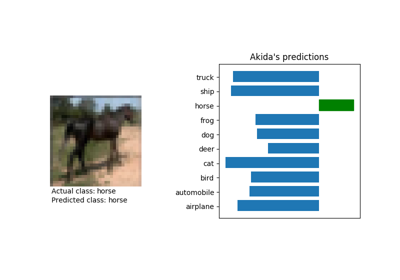 Akida's predictions
truck
ship
horse
frog
dog
deer
cat
bird
automobile
airplane
Actual class: horse
Predicted class: horse